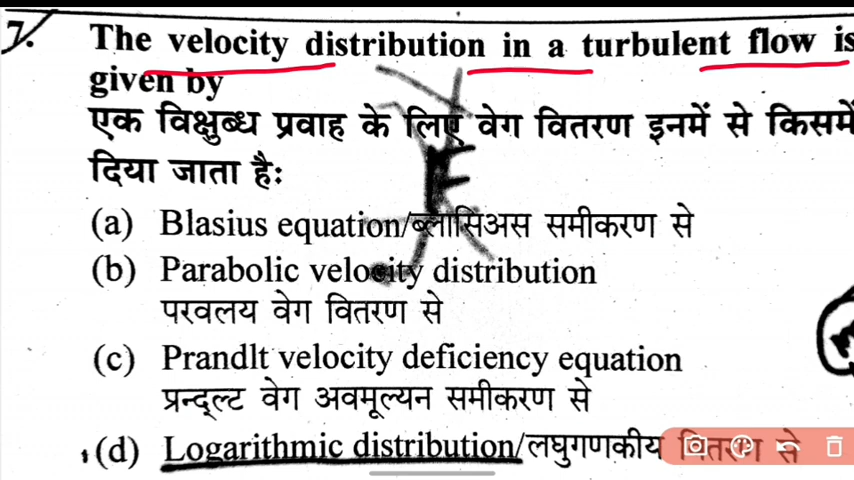 7. The velocity distribution in a turbulent flow is
given by
एक विक्षुब्ध प्रवाह के लिए वेग वितरण इनमें से किसमें
दिया जाता हैः
(a) Blasius equation/ब्लासिअस समीकरण से
(b) Parabolic velocity distribution
परवलय वेग वितरण से
(c) Prandlt velocity deficiency equation
प्रन्द्ल्ट वेग अवमूल्यन समीकरण से
(d) Logarithmic distribution/लघुगणकीय वितरण से